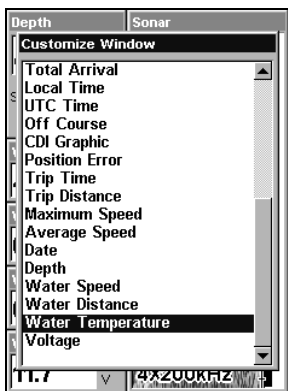 Depth Sonar
Customize Window
Total Arrival
Local Time
UTC Time
Off Course
CDI Graphic
Position Error
Trip Time
Trip Distance
Maximum Speed
Average Speed
Date
Depth
Water Speed
Water Distance
Water Temperature
Voltage
11.7 V 4X200KHz